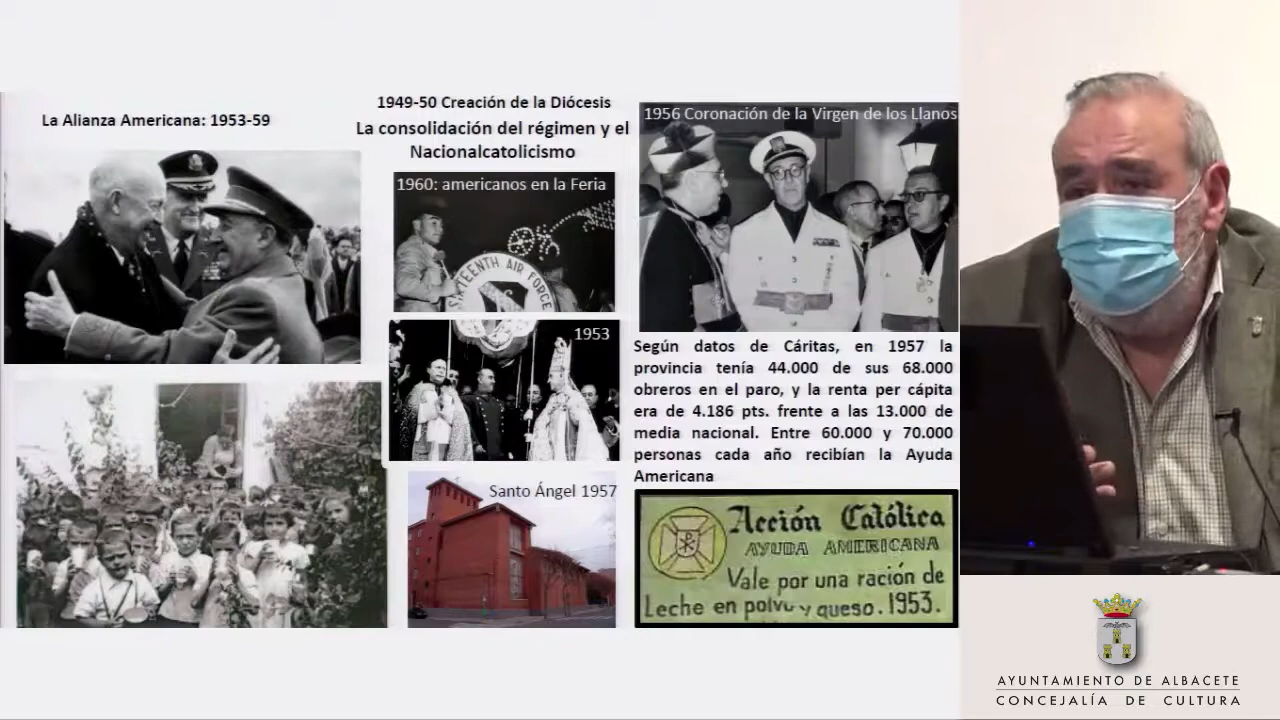 La Alianza Americana: 1953-59
1949-50 Creación de la Diócesis
La consolidación del régimen y el
Nacionalcatolicismo
1960: americanos en la Feria
SIXTEENTH AIR FORCE
1953
Santo Ángel 1957
1956 Coronación de la Virgen de los Llanos
Según datos de Cáritas, en 1957 la
provincia tenía 44.000 de sus 68.000
obreros en el paro, y la renta per cápita
era de 4.186 pts. frente a las 13.000 de
media nacional. Entre 60.000 y 70.000
personas cada año recibían la Ayuda
Americana
Acción Católica
AYUDA AMERICANA
Vale por una ración de
Leche en polvo y queso. 1953.
AYUNTAMIENTO DE ALBACETE
CONCEJALÍA DE CULTURA